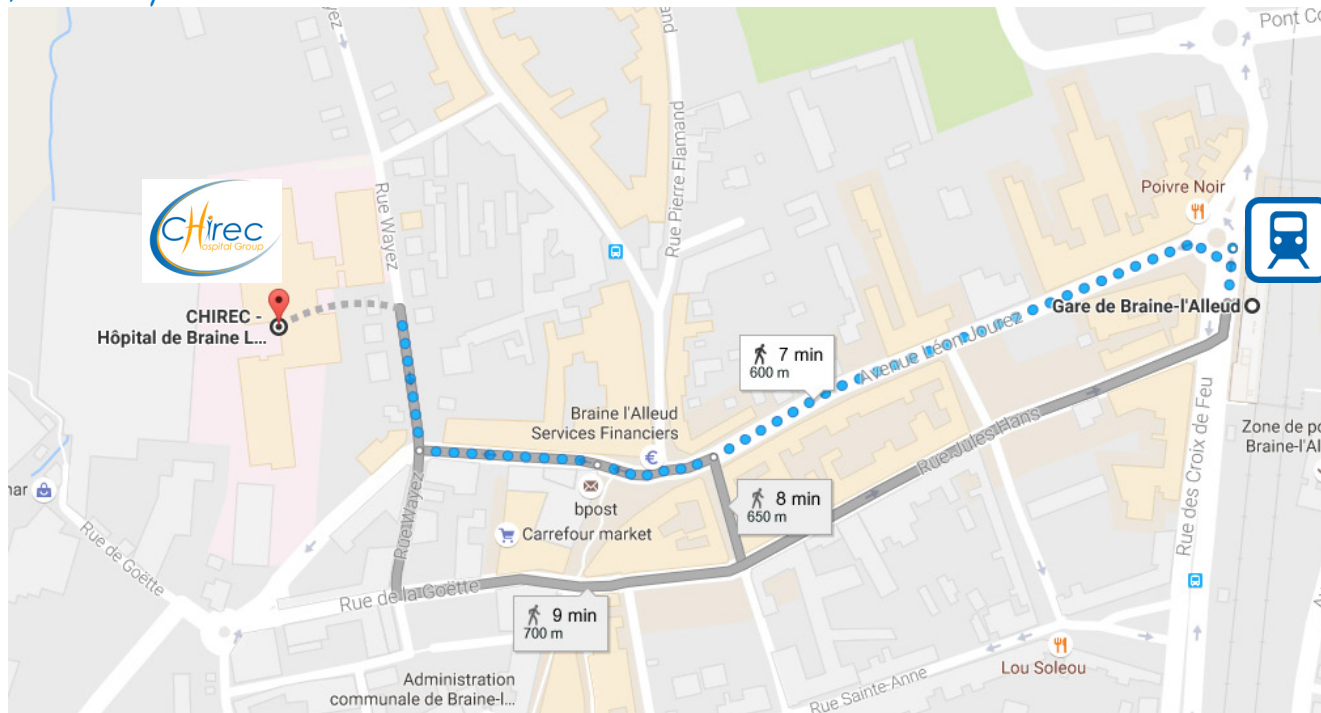 Pont Co
Poivre Noir
Rue Wayez
Rue Pierre Flamand
CHirec
Hospital Group
CHIREC -
Hôpital de Braine L...
Gare de Braine-l'Alleud
7 min
600 m
Avenue Léon Jourez
Braine l'Alleud
Services Financiers
€
Rue Jules Hans
Rue des Croix de Feu
Zone de po
Braine-l'Al
8 min
650 m
bpost
Carrefour market
Rue Wayez
Rue de Goëtte
Rue de la Goëtte
9 min
700 m
Lou Soleou
Administration
communale de Braine-l...
Rue Sainte-Anne